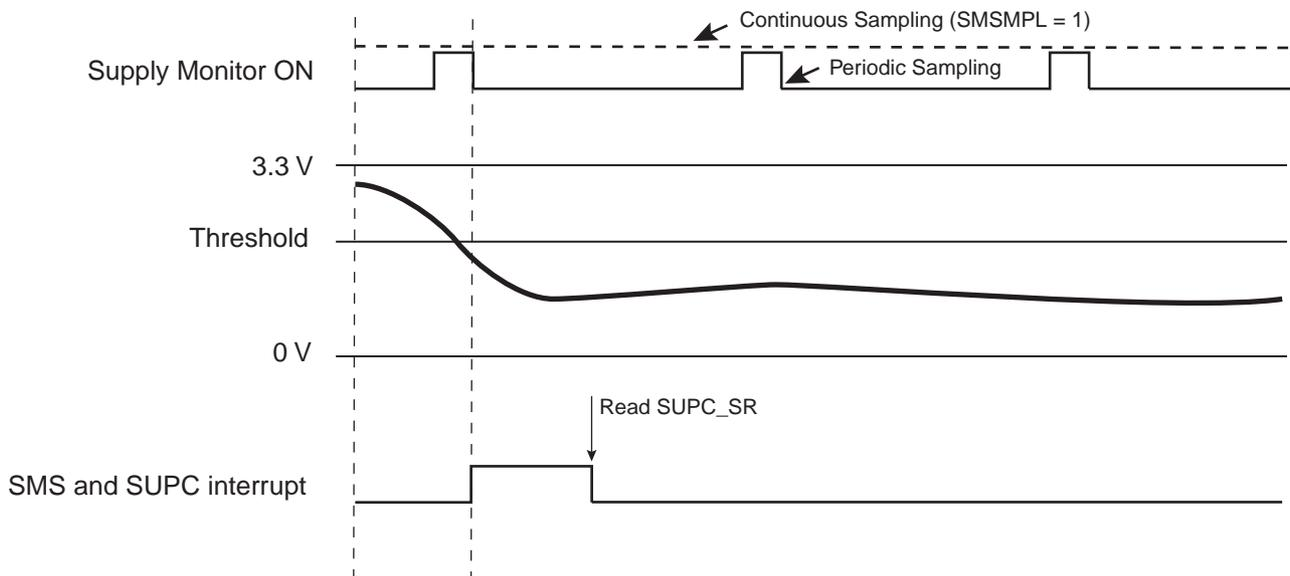 Continuous Sampling (SMSMPL = 1)
Supply Monitor ON
Periodic Sampling
3.3 V
Threshold
0 V
Read SUPC_SR
SMS and SUPC interrupt